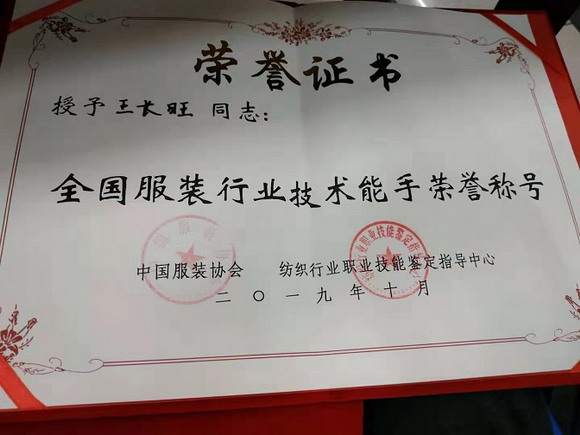 荣誉证书
授予王长旺 同志：
全国服装行业技术能手荣誉称号
中国服装协会 纺织行业职业技能鉴定指导中心
二〇一九年十月